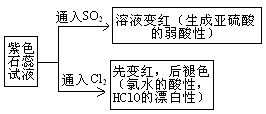 紫色
石蕊
试液
通入SO₂
溶液变红（生成亚硫酸
的弱酸性）
通入Cl₂
先变红，后褪色
（氯水的酸性，
HClO的漂白性）